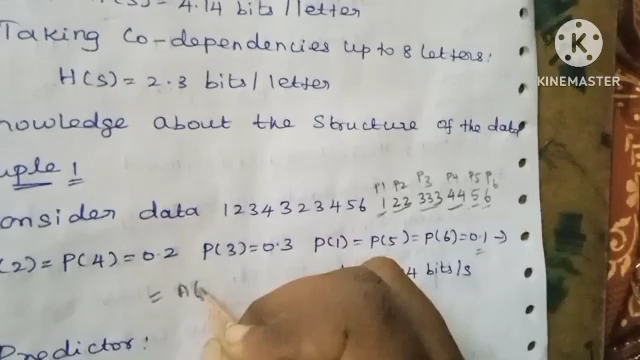 H(S) = 4.14 bits/letter
Taking Co-dependencies up to 8 letters:
H(S) = 2.3 bits/letter
nowledge about the Structure of the data
mple 1
P1 P2 P3 P4 P5 P6
onsider data 1234323456 1 22 333 44 5 6
(2) = P(4) = 0.2 P(3) = 0.3 P(1) = P(5) = P(6) = 0.1 →
4 bits/s
=
Predictor:
K
KINEMASTER